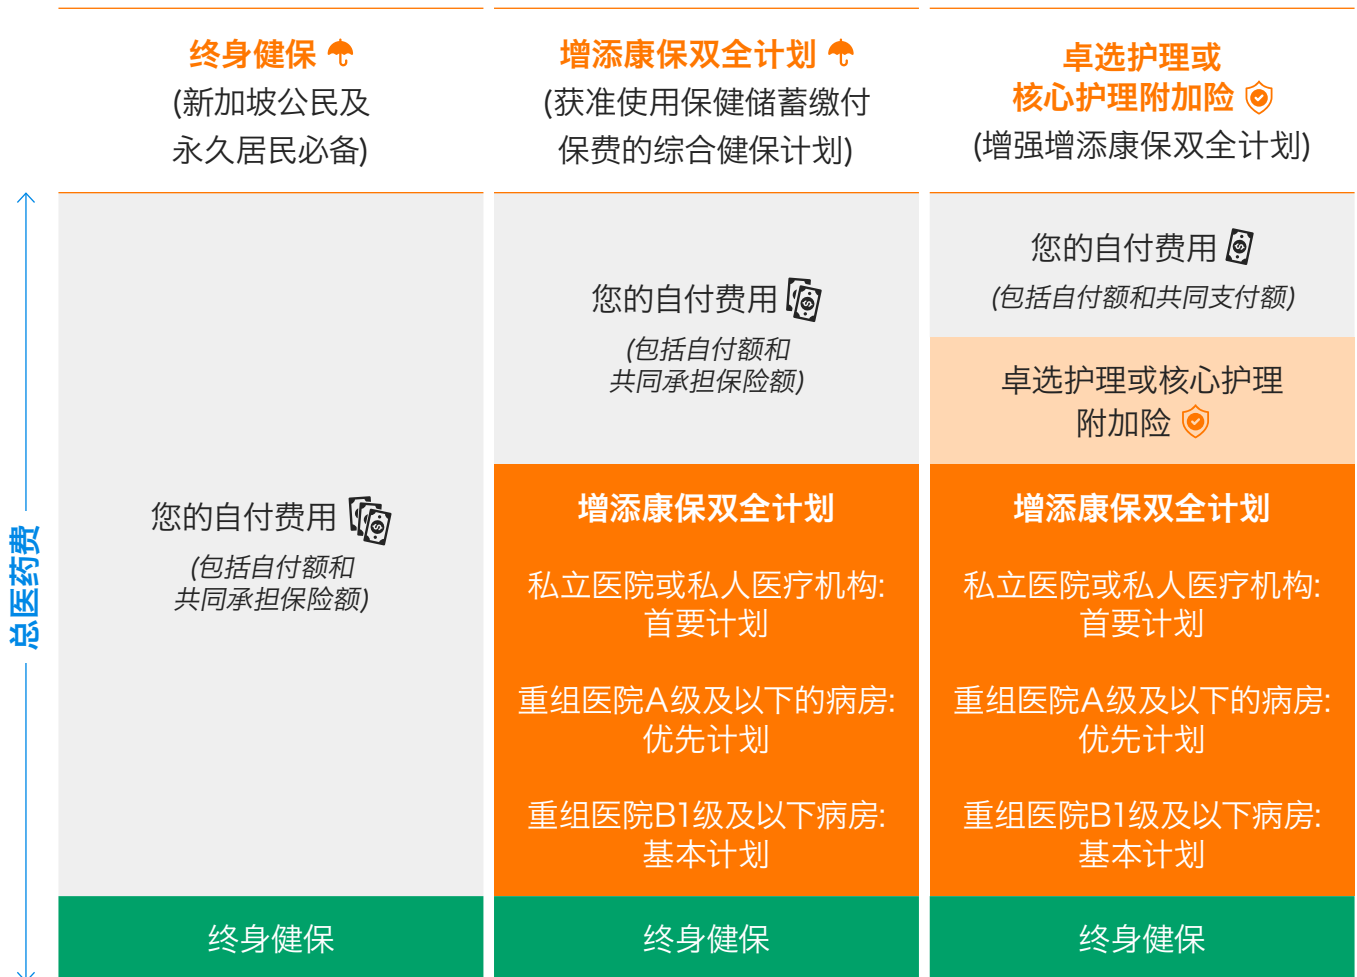 终身健保
(新加坡公民及
永久居民必备)
增添康保双全计划
(获准使用保健储蓄缴付
保费的综合健保计划)
卓选护理或
核心护理附加险
(增强增添康保双全计划)
总医药费
您的自付费用
(包括自付额和
共同承担保险额)
终身健保
您的自付费用
(包括自付额和
共同承担保险额)
增添康保双全计划
私立医院或私人医疗机构:
首要计划
重组医院A级及以下的病房:
优先计划
重组医院B1级及以下病房:
基本计划
终身健保
您的自付费用
(包括自付额和共同支付额)
卓选护理或核心护理
附加险
增添康保双全计划
私立医院或私人医疗机构:
首要计划
重组医院A级及以下的病房:
优先计划
重组医院B1级及以下病房:
基本计划
终身健保